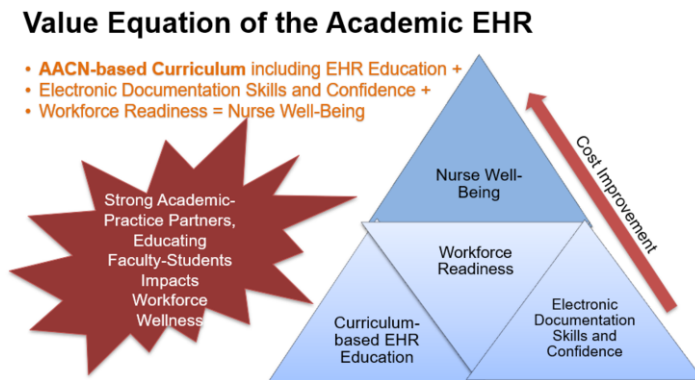 Value Equation of the Academic EHR
• AACN-based Curriculum including EHR Education +
• Electronic Documentation Skills and Confidence +
• Workforce Readiness = Nurse Well-Being
Strong Academic-
Practice Partners,
Educating
Faculty-Students
Impacts
Workforce
Wellness
Nurse Well-
Being
Cost Improvement
Workforce
Readiness
Curriculum-
based EHR
Education
Electronic
Documentation
Skills and
Confidence